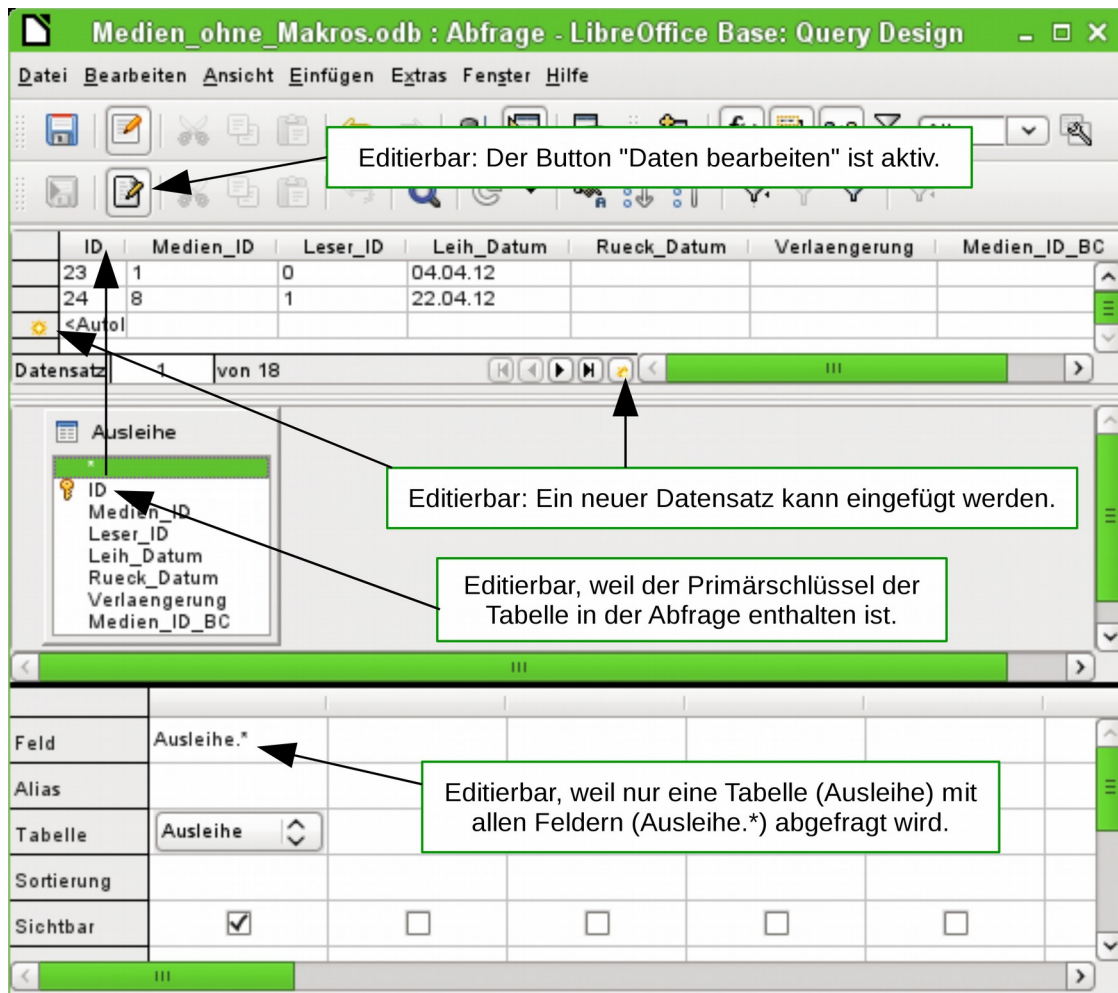 Medien_ohne_Makros.odb : Abfrage - LibreOffice Base: Query Design
Datei Bearbeiten Ansicht Einfügen Extras Fenster Hilfe
Editierbar: Der Button "Daten bearbeiten" ist aktiv.
ID Medien_ID Leser_ID Leih_Datum Rueck_Datum Verlaengerung Medien_ID_BC
23 1 0 04.04.12
24 8 1 22.04.12
<AutoI
Datensatz 1 von 18
Ausleihe
*
ID
Medien_ID
Leser_ID
Leih_Datum
Rueck_Datum
Verlaengerung
Medien_ID_BC
Editierbar: Ein neuer Datensatz kann eingefügt werden.
Editierbar, weil der Primärschlüssel der
Tabelle in der Abfrage enthalten ist.
Feld Ausleihe.*
Alias
Tabelle Ausleihe
Sortierung
Sichtbar
Editierbar, weil nur eine Tabelle (Ausleihe) mit
allen Feldern (Ausleihe.*) abgefragt wird.